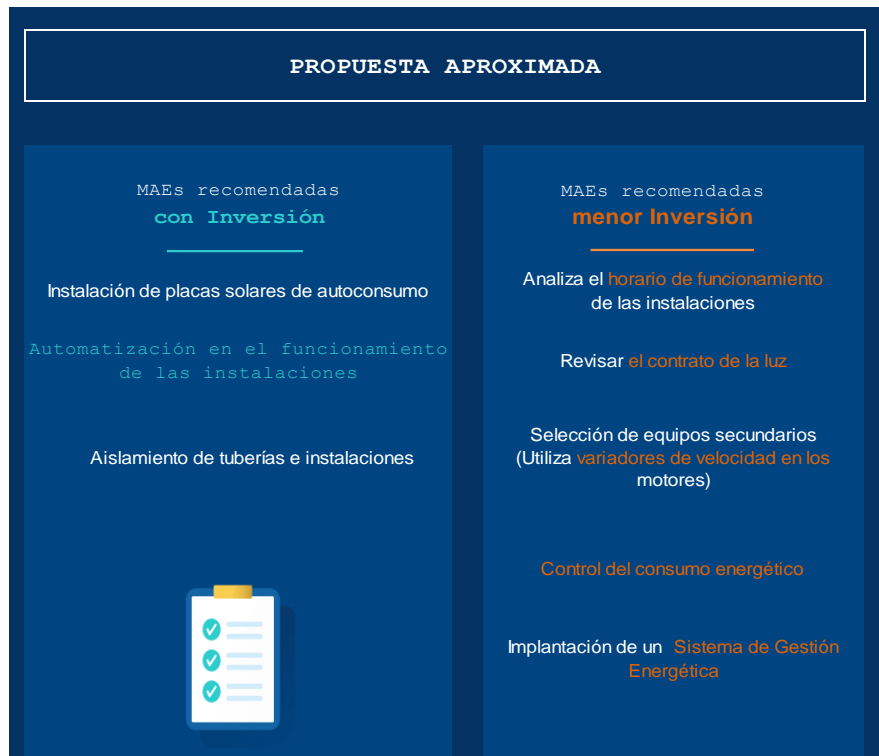 PROPUESTA APROXIMADA
MAEs recomendadas
con Inversión
Instalación de placas solares de autoconsumo
Automatización en el funcionamiento
de las instalaciones
Aislamiento de tuberías e instalaciones
MAEs recomendadas
menor Inversión
Analiza el horario de funcionamiento
de las instalaciones
Revisar el contrato de la luz
Selección de equipos secundarios
(Utiliza variadores de velocidad en los
motores)
Control del consumo energético
Implantación de un Sistema de Gestión
Energética